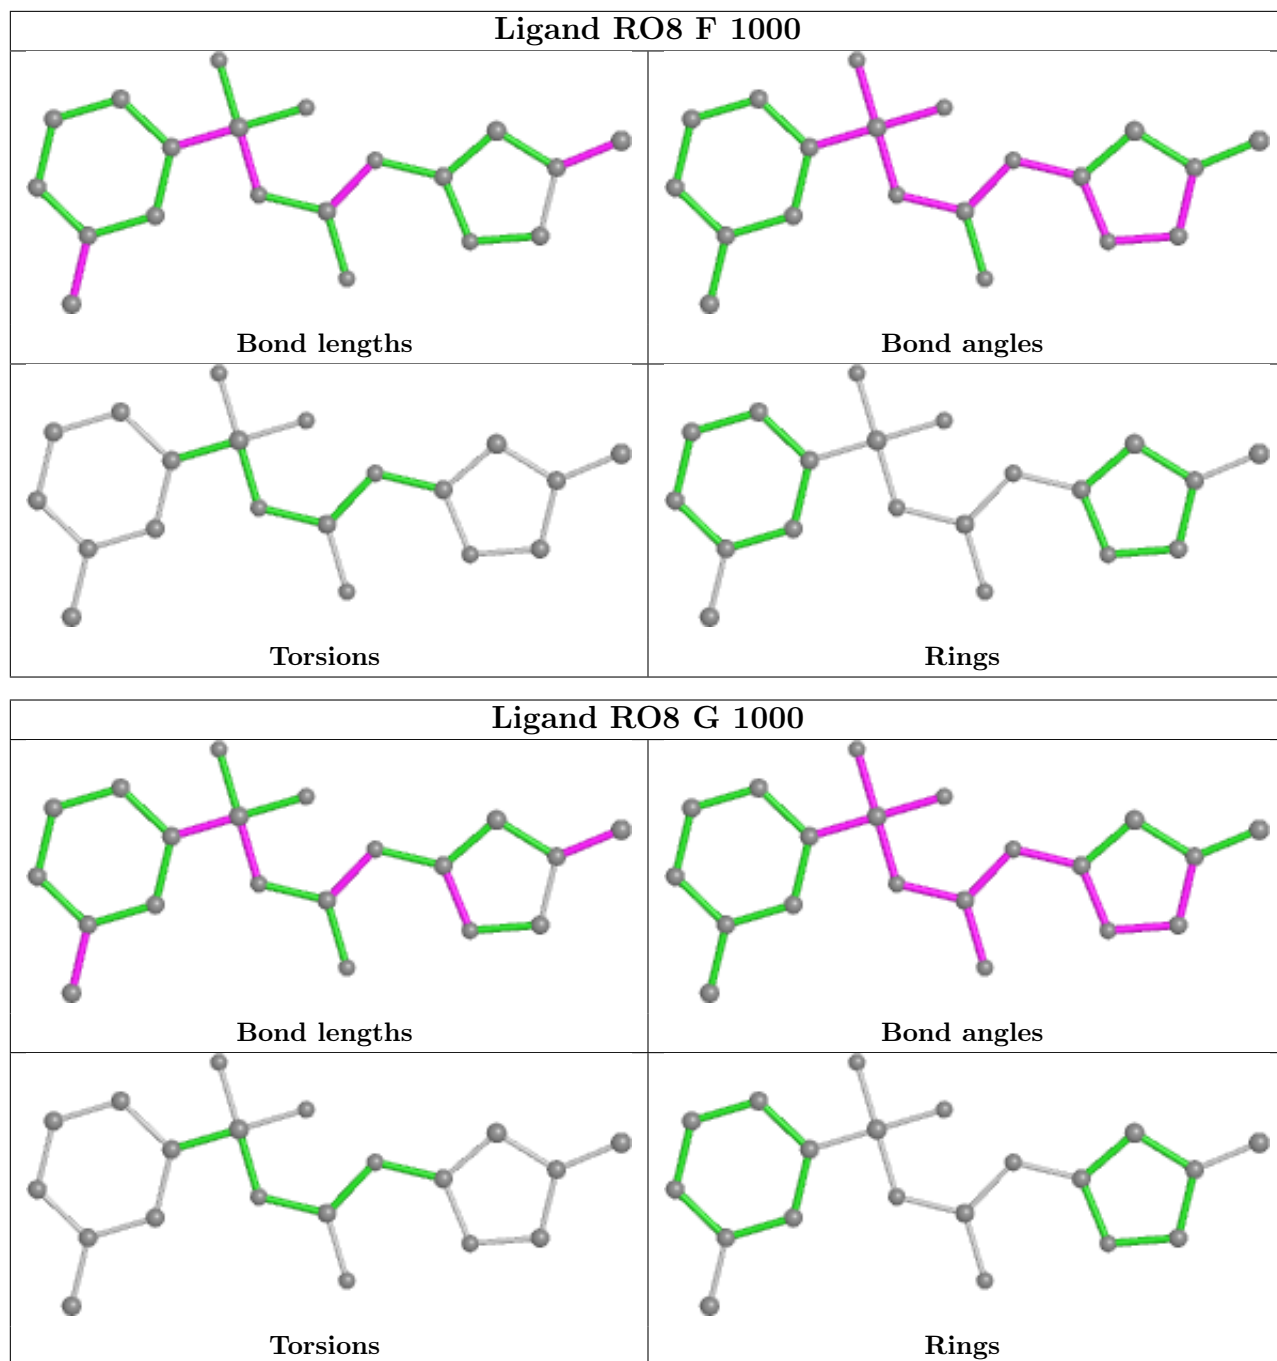 Ligand RO8 F 1000
Bond lengths
Bond angles
Torsions
Rings
Ligand RO8 G 1000
Bond lengths
Bond angles
Torsions
Rings